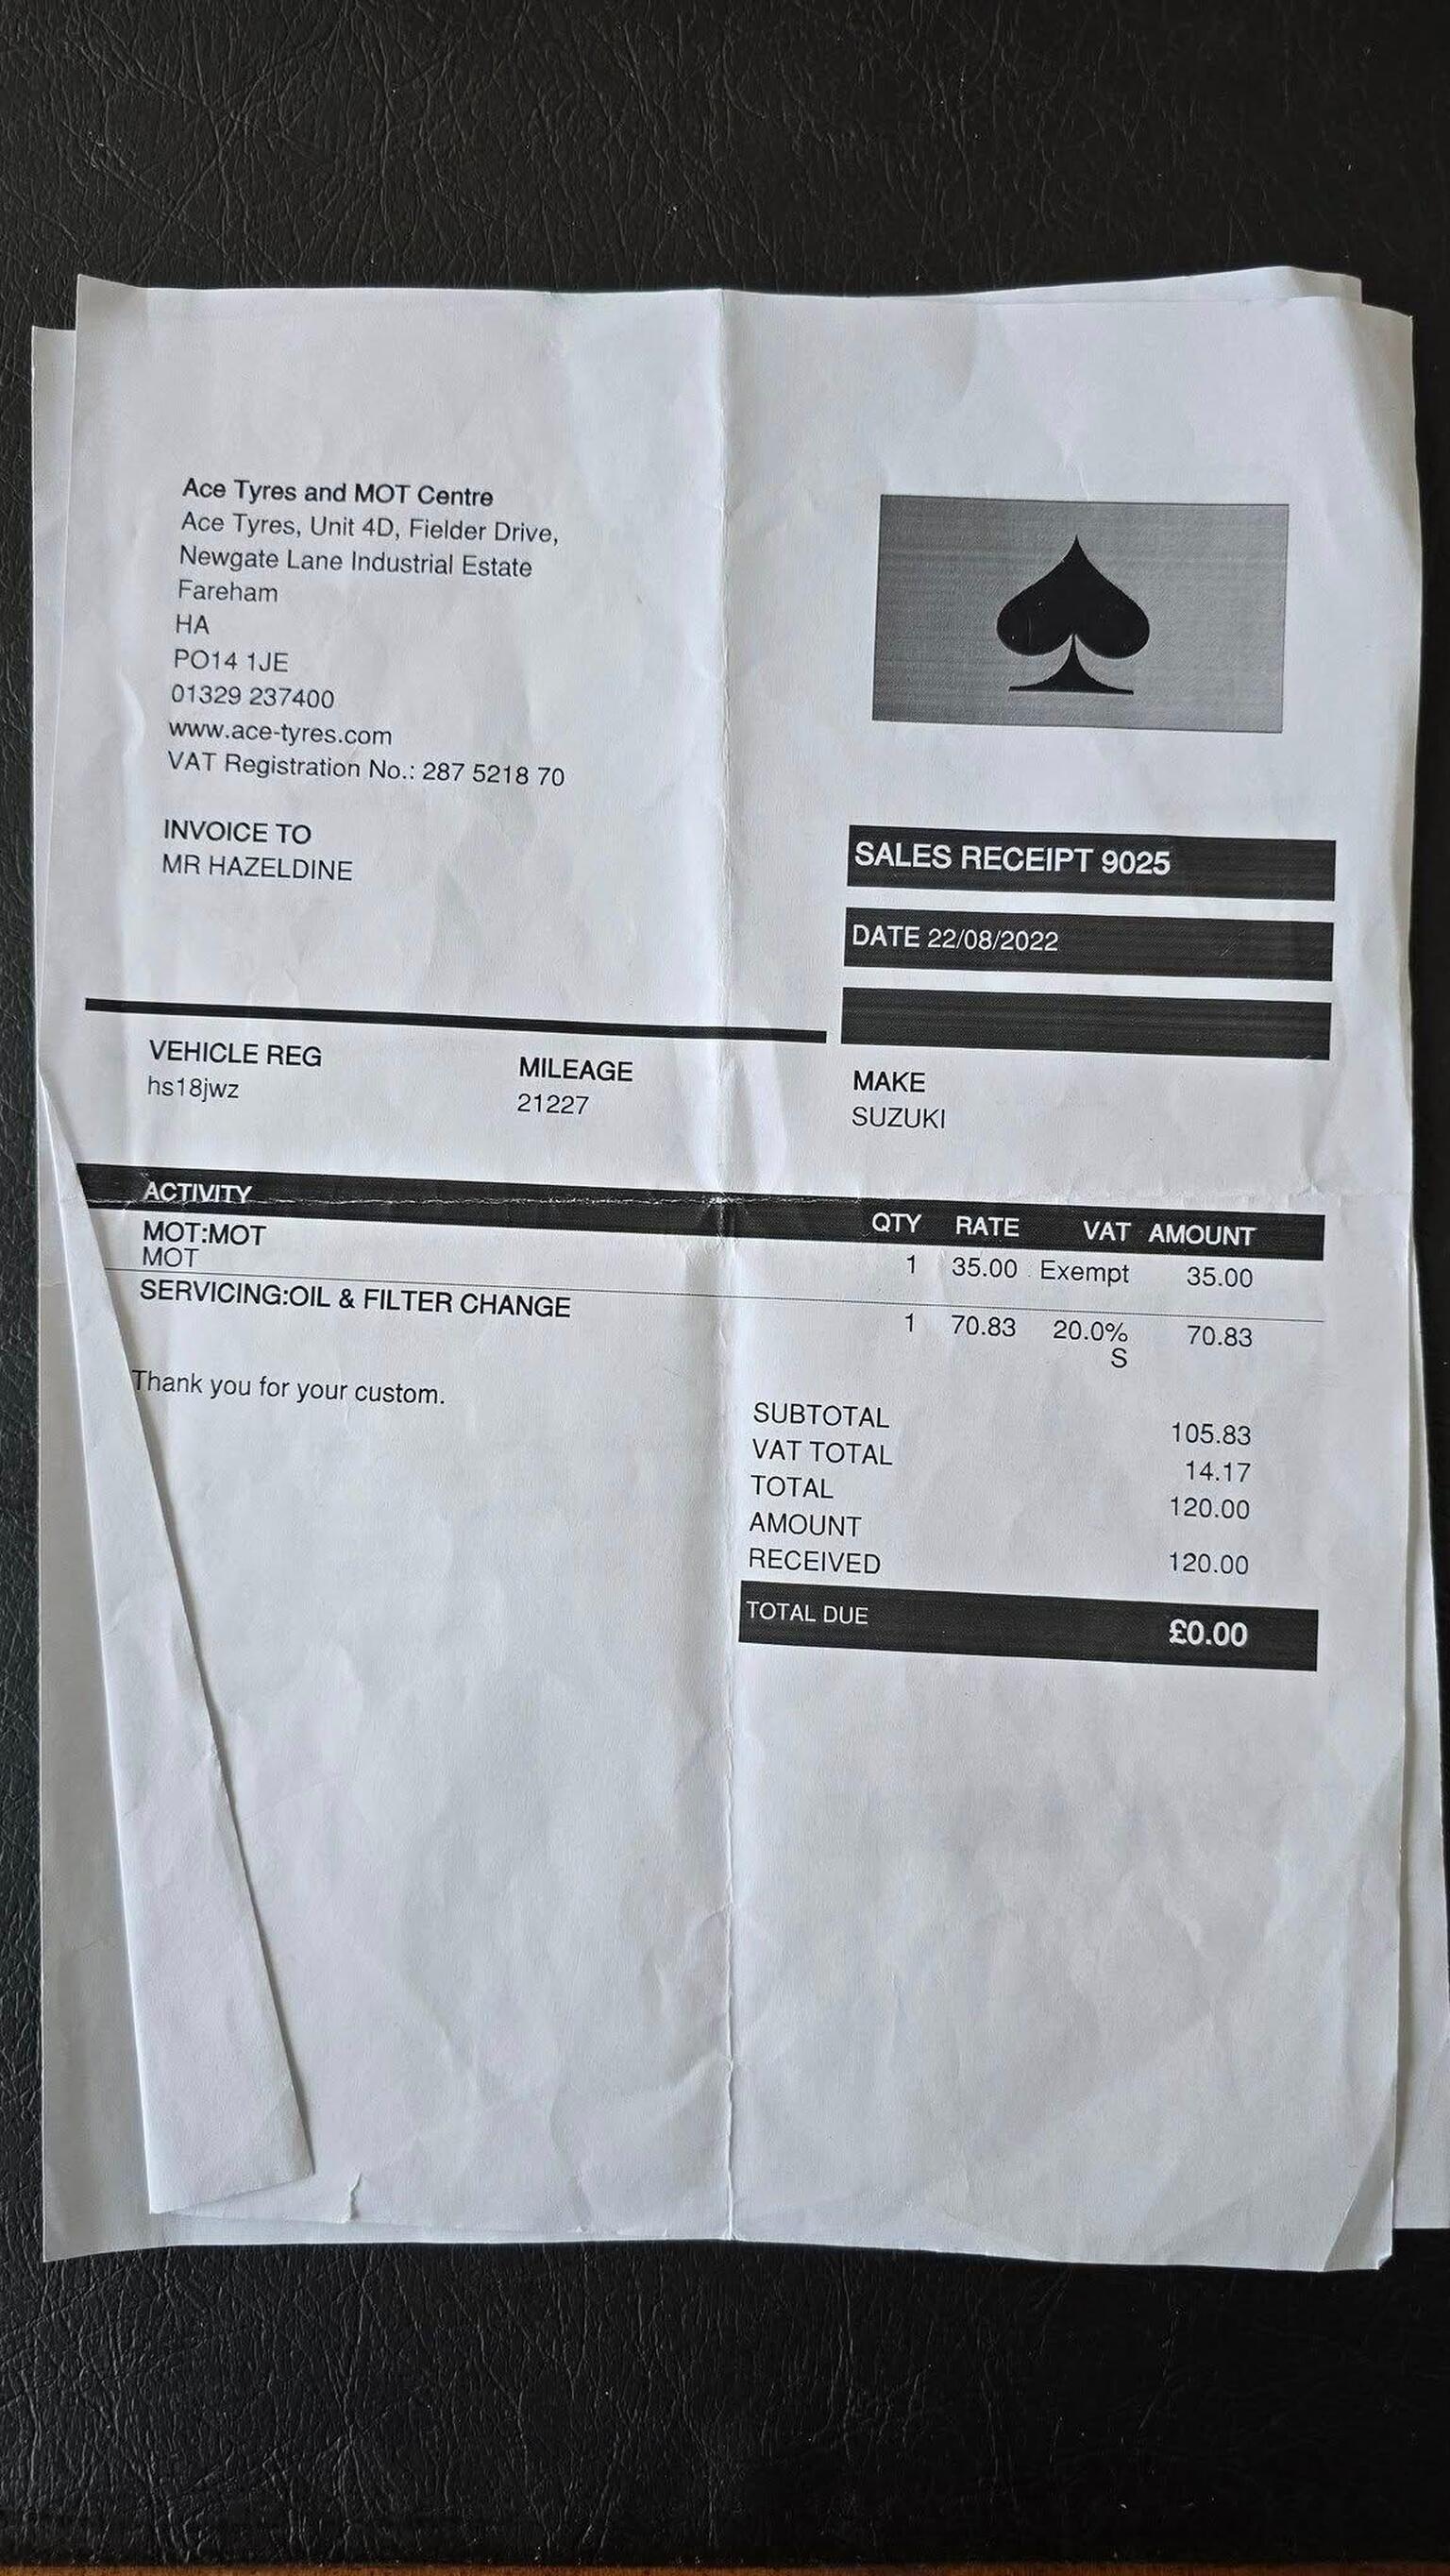 Ace Tyres and MOT Centre
Ace Tyres, Unit 4D, Fielder Drive,
Newgate Lane Industrial Estate
Fareham
HA
PO14 1JE
01329 237400
www.ace-tyres.com
VAT Registration No.: 287 5218 70
INVOICE TO
MR HAZELDINE
SALES RECEIPT 9025
DATE 22/08/2022
VEHICLE REG MILEAGE MAKE
hs18jwz 21227 SUZUKI
ACTIVITY QTY RATE VAT AMOUNT
MOT:MOT
MOT 1 35.00 Exempt 35.00
SERVICING:OIL & FILTER CHANGE 1 70.83 20.0% 70.83
S
Thank you for your custom.
SUBTOTAL 105.83
VAT TOTAL 14.17
TOTAL 120.00
AMOUNT
RECEIVED 120.00
TOTAL DUE £0.00